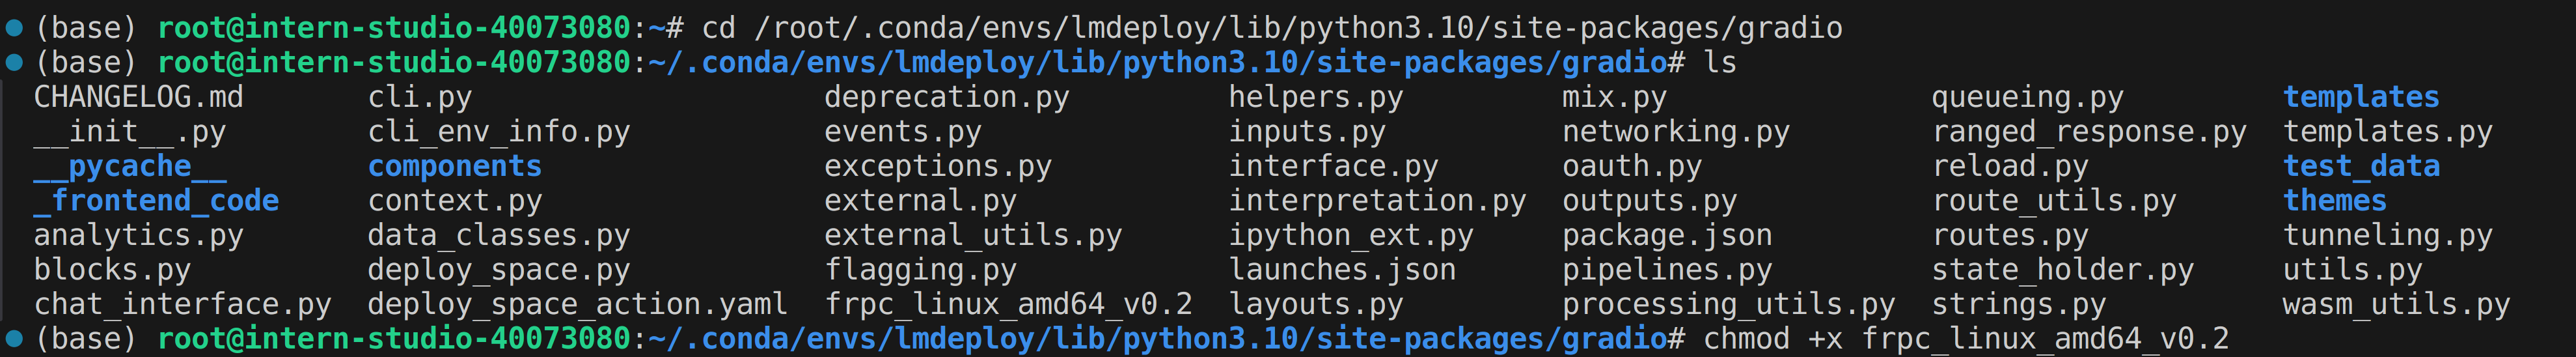 (base) root@intern-studio-40073080:~# cd /root/.conda/envs/lmdeploy/lib/python3.10/site-packages/gradio
(base) root@intern-studio-40073080:~/.conda/envs/lmdeploy/lib/python3.10/site-packages/gradio# ls
CHANGELOG.md cli.py deprecation.py helpers.py mix.py queueing.py templates
__init__.py cli_env_info.py events.py inputs.py networking.py ranged_response.py templates.py
__pycache__ components exceptions.py interface.py oauth.py reload.py test_data
_frontend_code context.py external.py interpretation.py outputs.py route_utils.py themes
analytics.py data_classes.py external_utils.py ipython_ext.py package.json routes.py tunneling.py
blocks.py deploy_space.py flagging.py launches.json pipelines.py state_holder.py utils.py
chat_interface.py deploy_space_action.yaml frpc_linux_amd64_v0.2 layouts.py processing_utils.py strings.py wasm_utils.py
(base) root@intern-studio-40073080:~/.conda/envs/lmdeploy/lib/python3.10/site-packages/gradio# chmod +x frpc_linux_amd64_v0.2